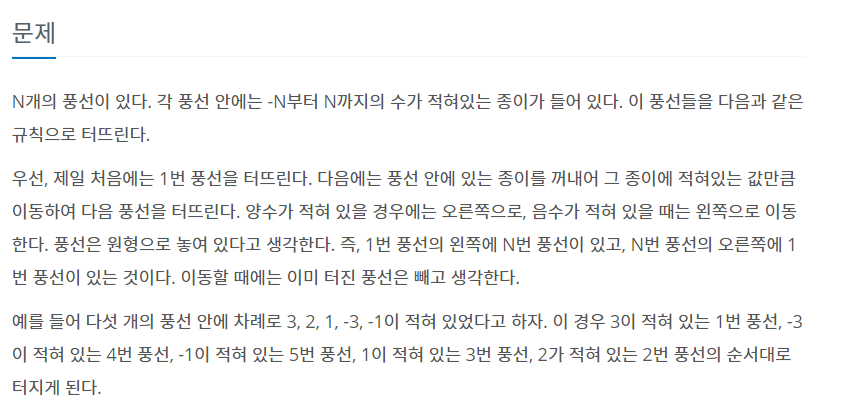 문제
N개의 풍선이 있다. 각 풍선 안에는 -N부터 N까지의 수가 적혀있는 종이가 들어 있다. 이 풍선들을 다음과 같은
규칙으로 터뜨린다.
우선, 제일 처음에는 1번 풍선을 터뜨린다. 다음에는 풍선 안에 있는 종이를 꺼내어 그 종이에 적혀있는 값만큼
이동하여 다음 풍선을 터뜨린다. 양수가 적혀 있을 경우에는 오른쪽으로, 음수가 적혀 있을 때는 왼쪽으로 이동
한다. 풍선은 원형으로 놓여 있다고 생각한다. 즉, 1번 풍선의 왼쪽에 N번 풍선이 있고, N번 풍선의 오른쪽에 1
번 풍선이 있는 것이다. 이동할 때에는 이미 터진 풍선은 빼고 생각한다.
예를 들어 다섯 개의 풍선 안에 차례로 3, 2, 1, -3, -1이 적혀 있었다고 하자. 이 경우 3이 적혀 있는 1번 풍선, -3
이 적혀 있는 4번 풍선, -1이 적혀 있는 5번 풍선, 1이 적혀 있는 3번 풍선, 2가 적혀 있는 2번 풍선의 순서대로
터지게 된다.